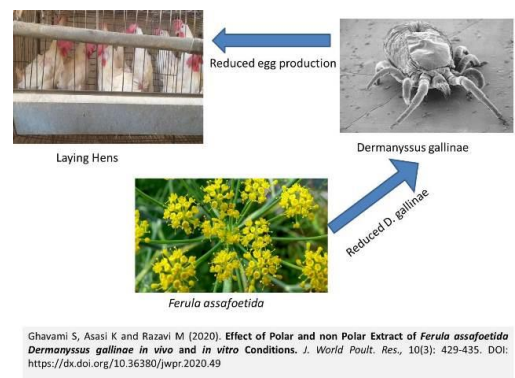 Reduced egg production
Laying Hens
Dermanyssus gallinae
Reduced D. gallinae
Ferula assafoetida
Ghavami S, Asasi K and Razavi M (2020). Effect of Polar and non Polar Extract of Ferula assafoetida
Dermanyssus gallinae in vivo and in vitro Conditions. J. World Poult. Res., 10(3): 429-435. DOI:
https://dx.doi.org/10.36380/jwpr.2020.49